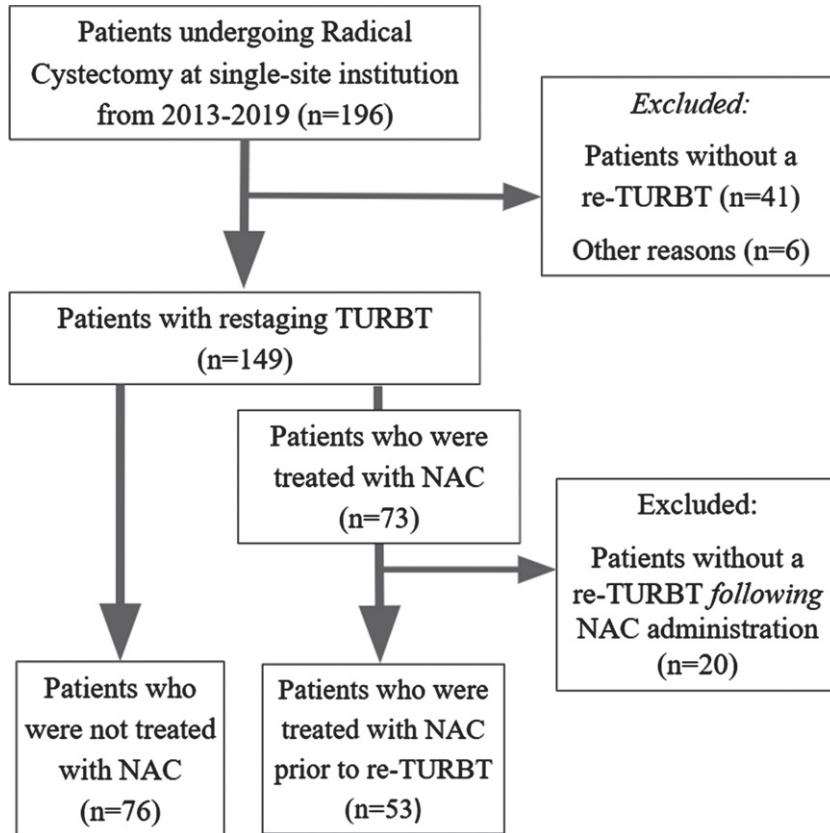 Patients undergoing Radical
Cystectomy at single-site institution
from 2013-2019 (n=196)
Excluded:
Patients without a
re-TURBT (n=41)
Other reasons (n=6)
Patients with restaging TURBT
(n=149)
Patients who were
treated with NAC
(n=73)
Excluded:
Patients without a
re-TURBT following
NAC administration
(n=20)
Patients who
were not treated
with NAC
(n=76)
Patients who were
treated with NAC
prior to re-TURBT
(n=53)